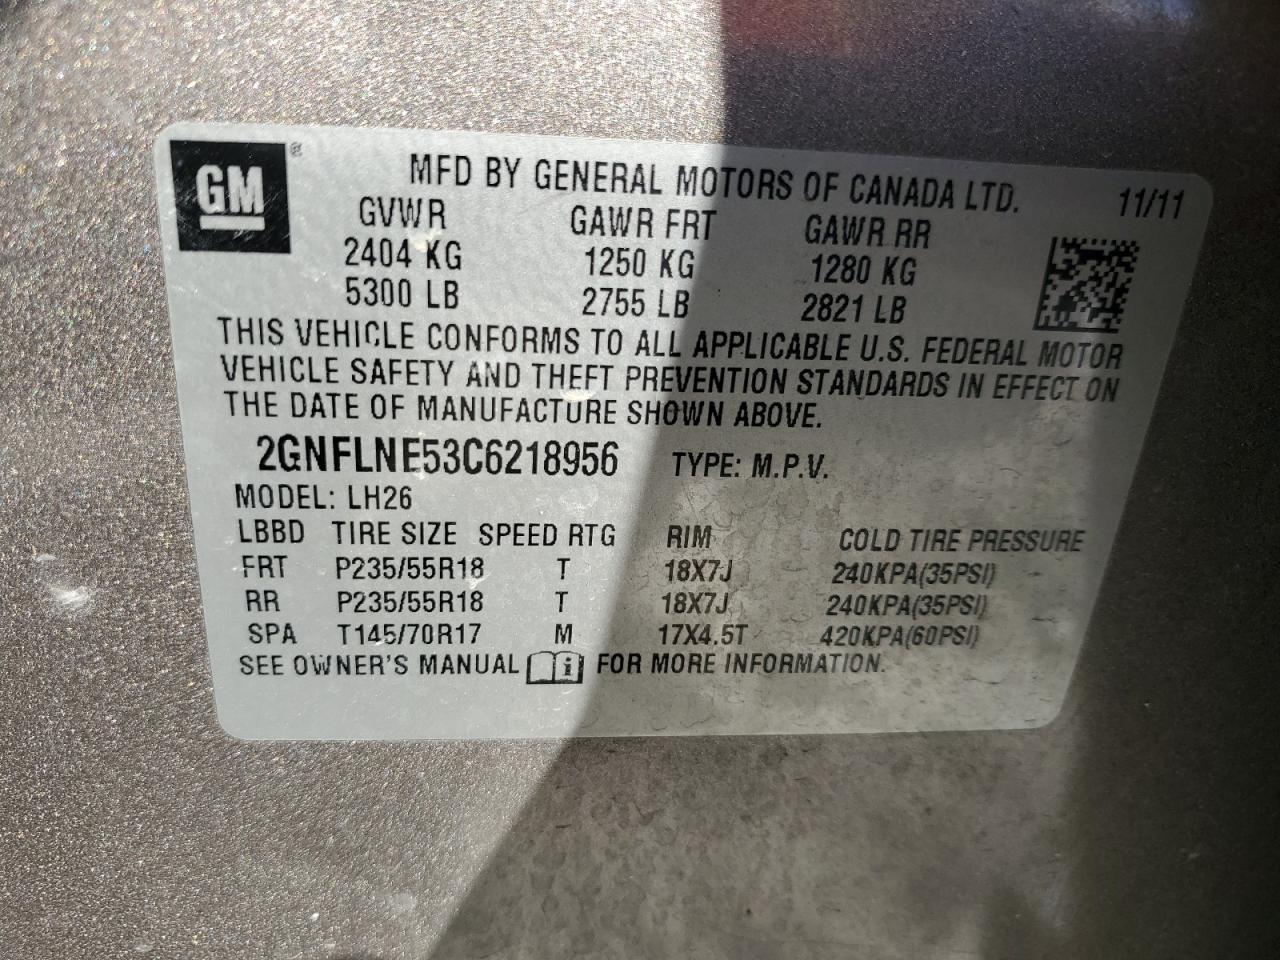 GM ®
MFD BY GENERAL MOTORS OF CANADA LTD. 11/11
GVWR GAWR FRT GAWR RR
2404 KG 1250 KG 1280 KG
5300 LB 2755 LB 2821 LB
THIS VEHICLE CONFORMS TO ALL APPLICABLE U.S. FEDERAL MOTOR
VEHICLE SAFETY AND THEFT PREVENTION STANDARDS IN EFFECT ON
THE DATE OF MANUFACTURE SHOWN ABOVE.
2GNFLNE53C6218956 TYPE: M.P.V.
MODEL: LH26
LBBD TIRE SIZE SPEED RTG RIM COLD TIRE PRESSURE
FRT P235/55R18 T 18X7J 240KPA(35PSI)
RR P235/55R18 T 18X7J 240KPA(35PSI)
SPA T145/70R17 M 17X4.5T 420KPA(60PSI)
SEE OWNER'S MANUAL i FOR MORE INFORMATION.